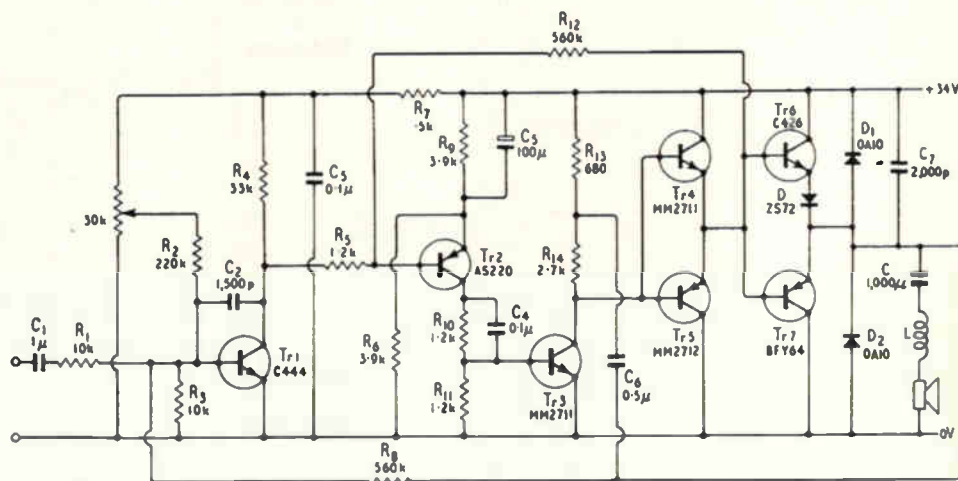 R12
560k
+34V
R7
·5k
R4
33k
C5
0·1μ
R9
3·9k
C5
100μ
R13
680
Tr4
MM2711
Tr6
C426
D
ZS72
D1
OA10
C7
2,000p
30k
R2
220k
C2
1,500p
R5
1·2k
Tr2
AS220
R14
2·7k
C
1,000μμ
C1
1μ
R1
10k
R3
10k
Tr1
C444
R6
3·9k
R10
1·2k
C4
0·1μ
R11
1·2k
Tr3
MM2711
C6
0·5μ
Tr5
MM2712
Tr7
BFY64
D2
OA10
L
0V
R8
560k